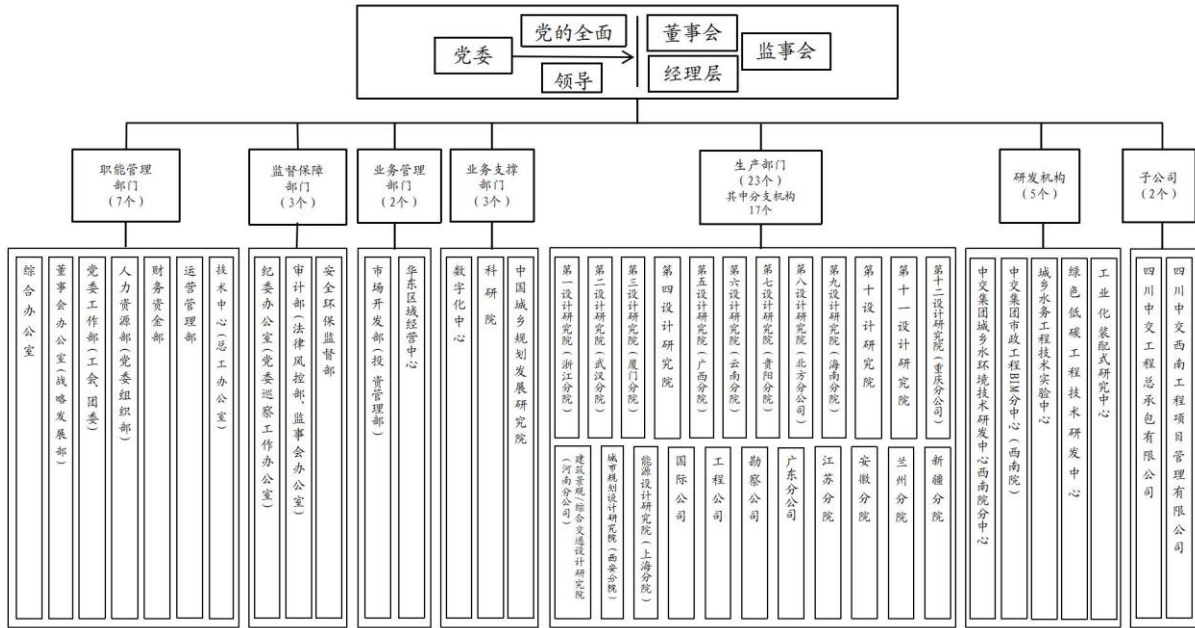 党委
党的全面
领导
董事会
经理层
监事会
职能管理
部门
（7个）
监督保障
部门
（3个）
业务管理
部门
（2个）
业务支撑
部门
（3个）
生产部门
（23个）
其中分支机构
17个
研发机构
（5个）
子公司
（2个）
综合办公室
董事会办公室（战略发展部）
党委工作部（工会、团委）
人力资源部（党委组织部）
财务资金部
运营管理部
技术中心（总工办公室）
纪委办公室（党委巡察工作办公室）
审计部（法律风控部、监事会办公室）
安全环保监督部
市场开发部（投资管理部）
华东区域经营中心
数字化中心
科研院
中国城乡规划发展研究院
第一设计研究院（浙江分院）
第二设计研究院（武汉分院）
第三设计研究院（厦门分院）
第四设计研究院
第五设计研究院（广西分院）
第六设计研究院（云南分院）
第七设计研究院（贵阳分院）
第八设计研究院（北方分公司）
第九设计研究院（海南分院）
第十设计研究院
第十一设计研究院
第十二设计研究院（重庆分公司）
建筑景观/综合交通设计研究院
（河南分公司）
城市规划设计研究院（西安分院）
能源设计研究院（上海分院）
国际公司
工程公司
勘察公司
广东分公司
江苏分院
安徽分院
兰州分院
新疆分院
中交集团城乡水环境技术研发中心西南院分中心
中交集团市政工程BIM分中心（西南院）
城乡水务工程技术实验中心
绿色低碳工程技术研发中心
工业化装配式研究中心
四川中交工程总承包有限公司
四川中交西南工程项目管理有限公司